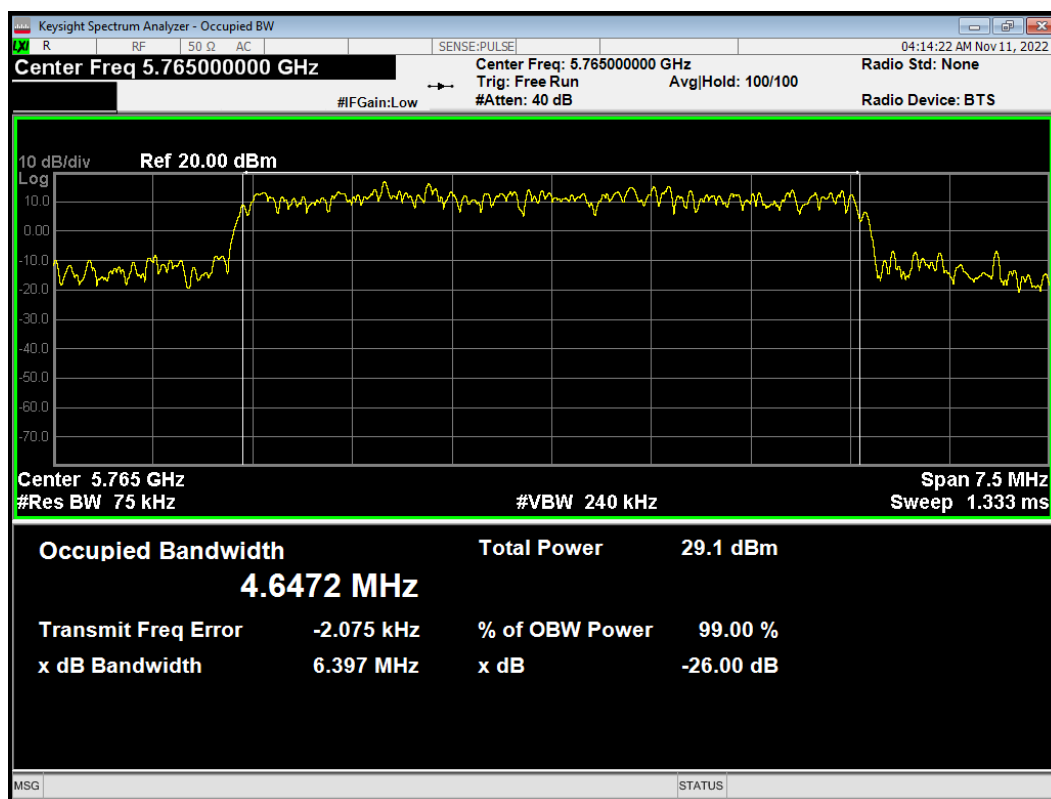 Keysight Spectrum Analyzer - Occupied BW
LXI R RF 50 Ω AC SENSE:PULSE 04:14:22 AM Nov 11, 2022
Center Freq 5.765000000 GHz
Center Freq: 5.765000000 GHz
Radio Std: None
Trig: Free Run Avg|Hold: 100/100
#IFGain:Low #Atten: 40 dB Radio Device: BTS
10 dB/div Ref 20.00 dBm
Log
10.0
0.00
-10.0
-20.0
-30.0
-40.0
-50.0
-60.0
-70.0
Center 5.765 GHz Span 7.5 MHz
#Res BW 75 kHz #VBW 240 kHz Sweep 1.333 ms
Occupied Bandwidth Total Power 29.1 dBm
4.6472 MHz
Transmit Freq Error -2.075 kHz % of OBW Power 99.00 %
x dB Bandwidth 6.397 MHz x dB -26.00 dB
MSG STATUS